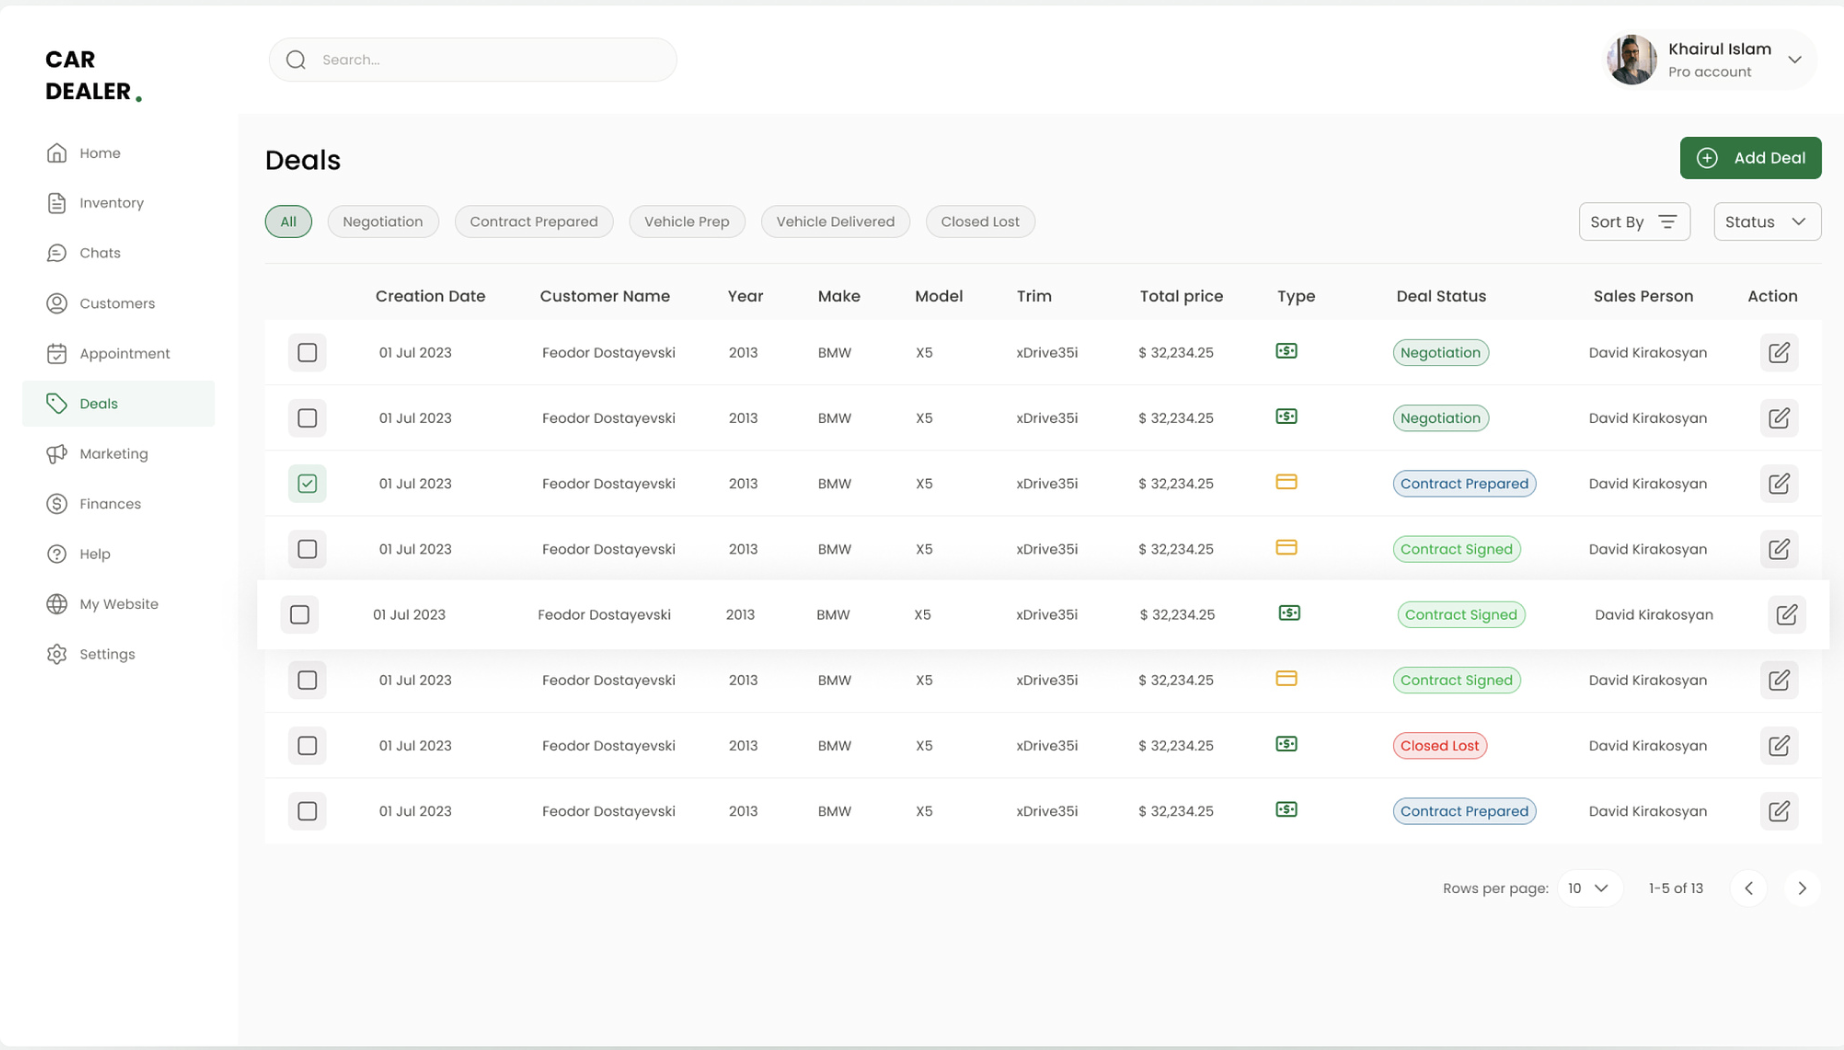 CAR
DEALER.
Search...
Khairul Islam
Pro account
Home
Inventory
Chats
Customers
Appointment
Deals
Marketing
Finances
Help
My Website
Settings
Deals
Add Deal
All Negotiation Contract Prepared Vehicle Prep Vehicle Delivered Closed Lost Sort By Status
Creation Date Customer Name Year Make Model Trim Total price Type Deal Status Sales Person Action
01 Jul 2023 Feodor Dostayevski 2013 BMW X5 xDrive35i $ 32,234.25 Negotiation David Kirakosyan
01 Jul 2023 Feodor Dostayevski 2013 BMW X5 xDrive35i $ 32,234.25 Negotiation David Kirakosyan
01 Jul 2023 Feodor Dostayevski 2013 BMW X5 xDrive35i $ 32,234.25 Contract Prepared David Kirakosyan
01 Jul 2023 Feodor Dostayevski 2013 BMW X5 xDrive35i $ 32,234.25 Contract Signed David Kirakosyan
01 Jul 2023 Feodor Dostayevski 2013 BMW X5 xDrive35i $ 32,234.25 Contract Signed David Kirakosyan
01 Jul 2023 Feodor Dostayevski 2013 BMW X5 xDrive35i $ 32,234.25 Contract Signed David Kirakosyan
01 Jul 2023 Feodor Dostayevski 2013 BMW X5 xDrive35i $ 32,234.25 Closed Lost David Kirakosyan
01 Jul 2023 Feodor Dostayevski 2013 BMW X5 xDrive35i $ 32,234.25 Contract Prepared David Kirakosyan
Rows per page: 10 1-5 of 13